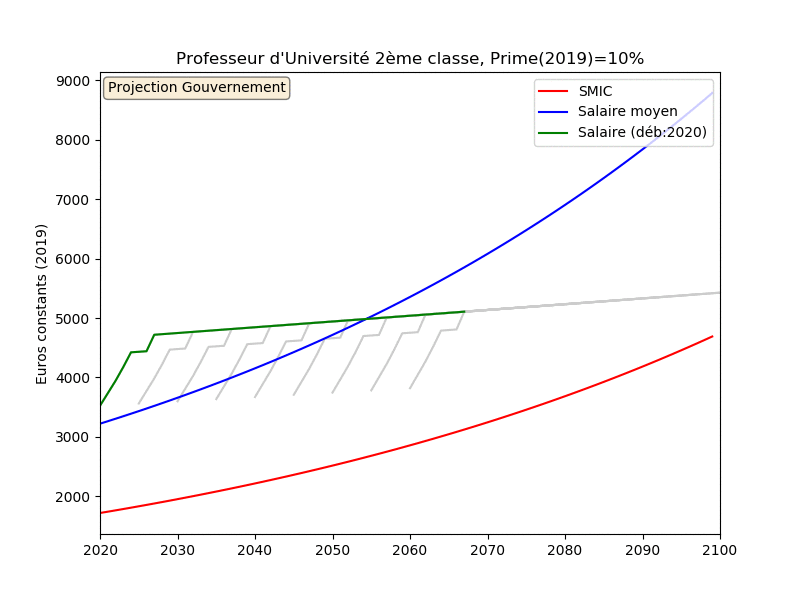 Professeur d'Université 2ème classe, Prime(2019)=10%
Projection Gouvernement
SMIC
Salaire moyen
Salaire (déb:2020)
Euros constants (2019)
9000
8000
7000
6000
5000
4000
3000
2000
2020
2030
2040
2050
2060
2070
2080
2090
2100